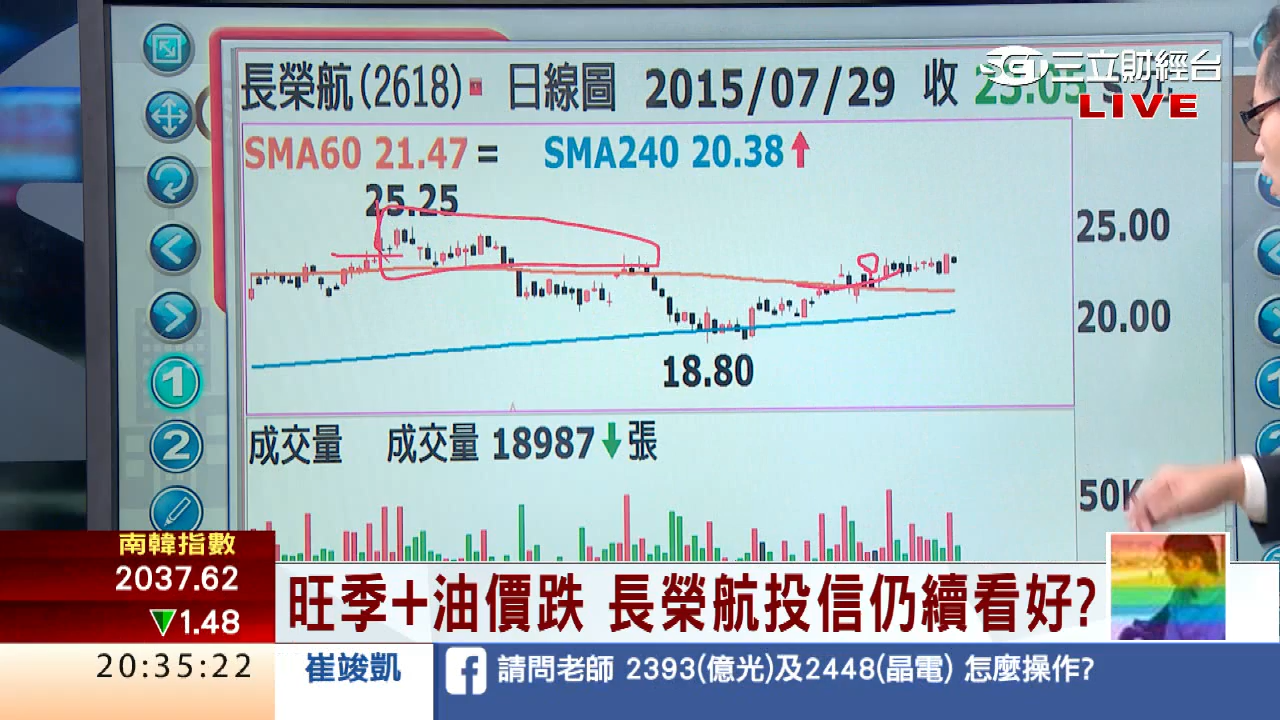 長榮航(2618) 日線圖 2015/07/29 收
三立財經台
LIVE
SMA60 21.47 = SMA240 20.38
25.25
25.00
20.00
18.80
成交量 成交量 18987 張
50K
1
2
南韓指數
2037.62
1.48
旺季+油價跌 長榮航投信仍續看好?
20:35:22
崔竣凱
請問老師 2393(億光)及2448(晶電) 怎麼操作?